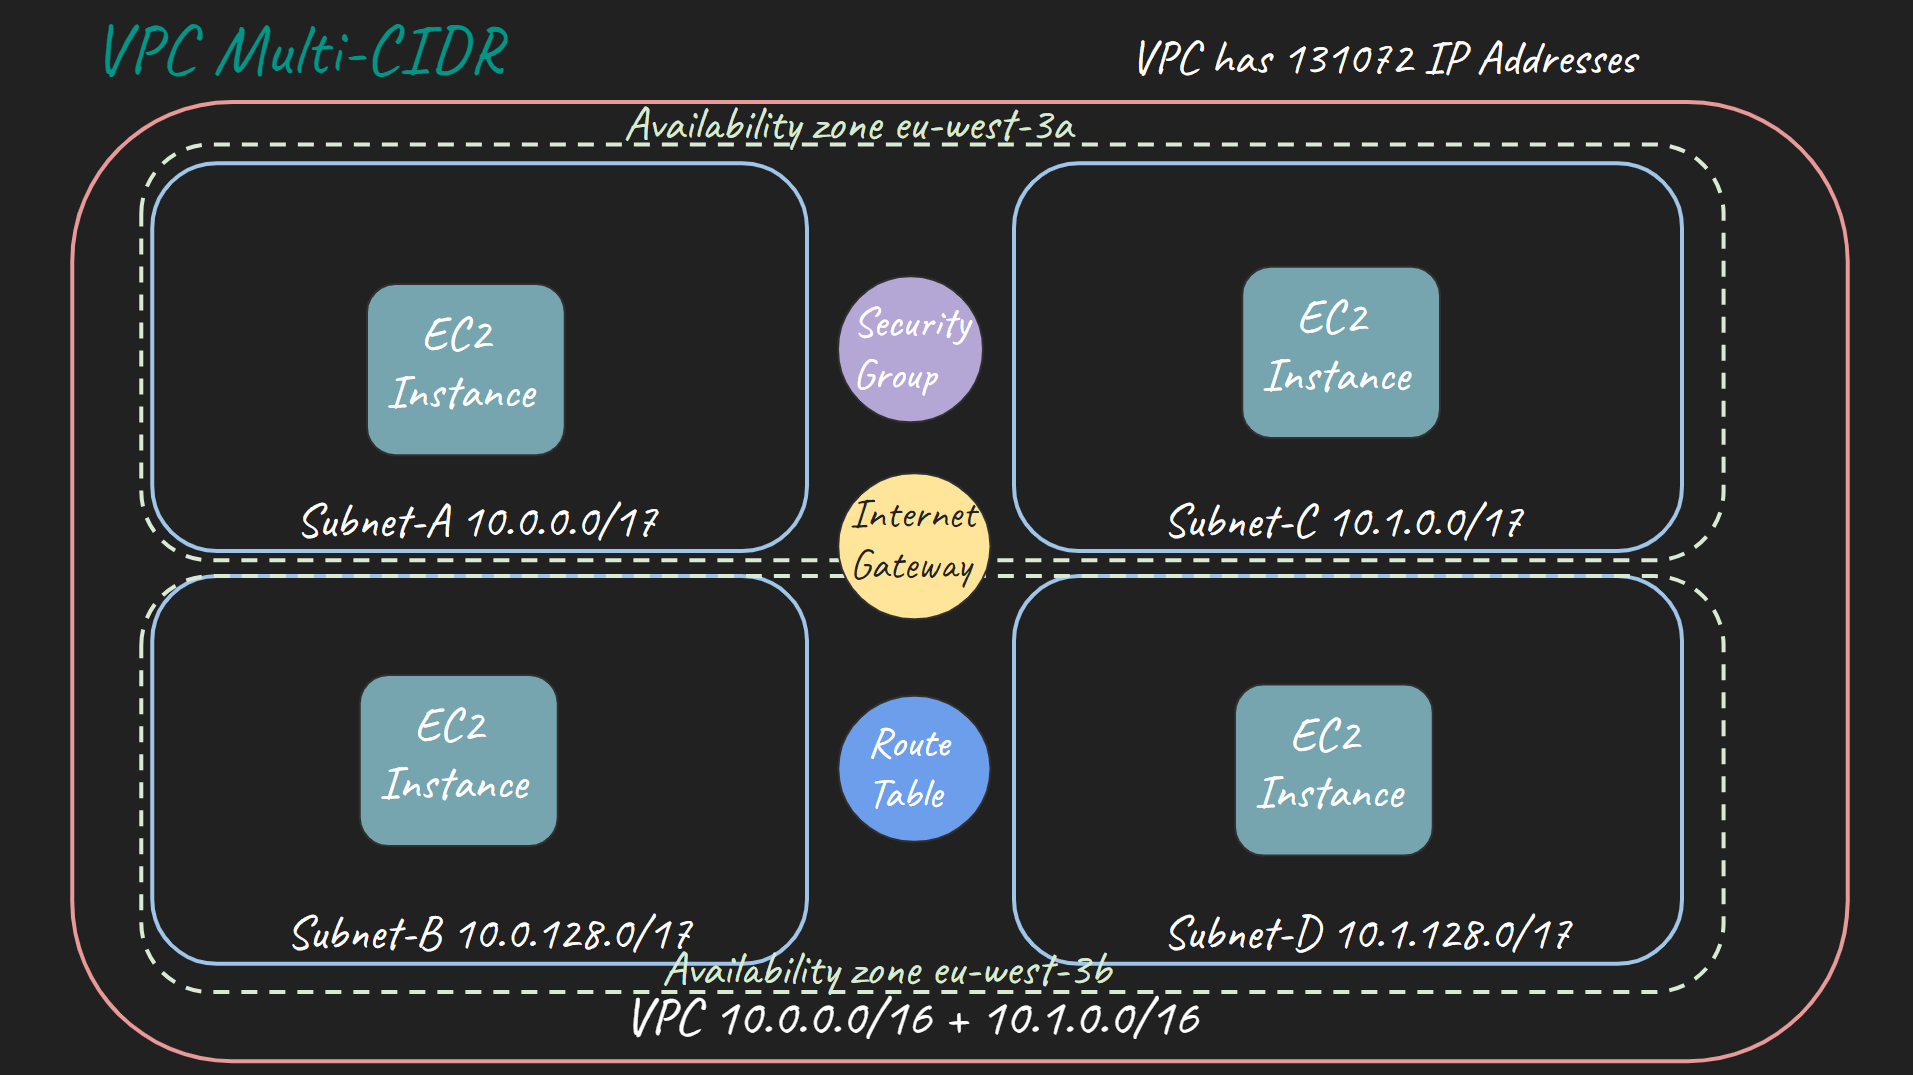 VPC Multi-CIDR
VPC has 131072 IP Addresses
Availability zone eu-west-3a
EC2
Instance
Subnet-A 10.0.0.0/17
Security
Group
EC2
Instance
Subnet-C 10.1.0.0/17
Internet
Gateway
EC2
Instance
Subnet-B 10.0.128.0/17
Route
Table
EC2
Instance
Subnet-D 10.1.128.0/17
Availability zone eu-west-3b
VPC 10.0.0.0/16 + 10.1.0.0/16